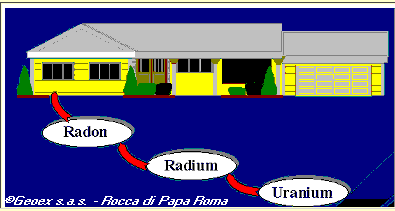 Radon
Radium
Uranium
©Geoex s.a.s. - Rocca di Papa Roma